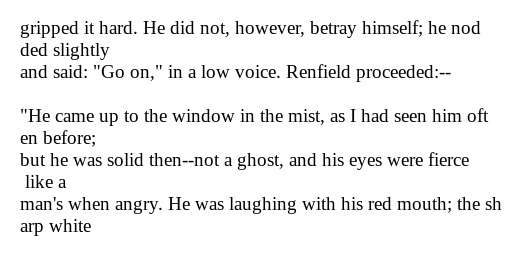 gripped it hard. He did not, however, betray himself; he nod
ded slightly
and said: "Go on," in a low voice. Renfield proceeded:--

"He came up to the window in the mist, as I had seen him oft
en before;
but he was solid then--not a ghost, and his eyes were fierce
 like a
man's when angry. He was laughing with his red mouth; the sh
arp white